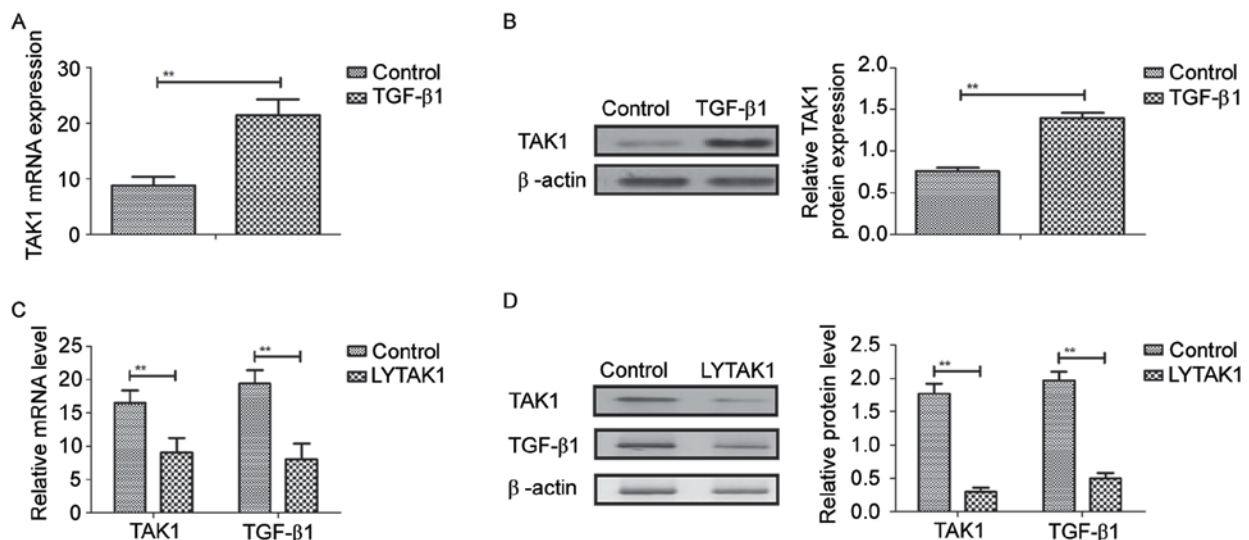 A
TAK1 mRNA expression
30
20
10
0
**
Control
TGF-β1
B
Control TGF-β1
TAK1
β -actin
Relative TAK1
protein expression
2.0
1.5
1.0
0.5
0.0
**
Control
TGF-β1
C
Relative mRNA level
25
20
15
10
5
0
**
**
TAK1 TGF-β1
Control
LYTAK1
D
Control LYTAK1
TAK1
TGF-β1
β -actin
Relative protein level
2.5
2.0
1.5
1.0
0.5
0.0
**
**
TAK1 TGF-β1
Control
LYTAK1